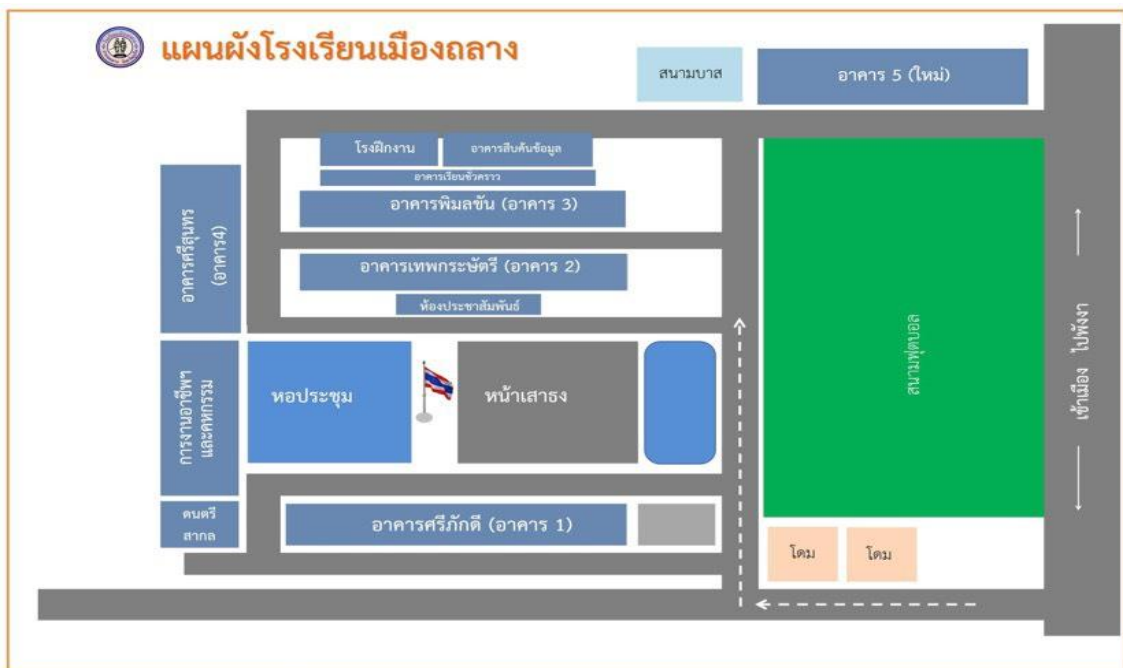 แผนผังโรงเรียนเมืองถลาง
สนามบาส
อาคาร 5 (ใหม่)
โรงฝึกงาน
อาคารสืบค้นข้อมูล
อาคารเรียนชั่วคราว
อาคารพิมลขัน (อาคาร 3)
อาคารศรีสุนทร
(อาคาร4)
อาคารเทพกระษัตรี (อาคาร 2)
ห้องประชาสัมพันธ์
สนามฟุตบอล
เข้าเมือง ไปพังงา
การงานอาชีพฯ
และคหกรรม
หอประชุม
หน้าเสาธง
ดนตรี
สากล
อาคารศรีภักดี (อาคาร 1)
โดม
โดม